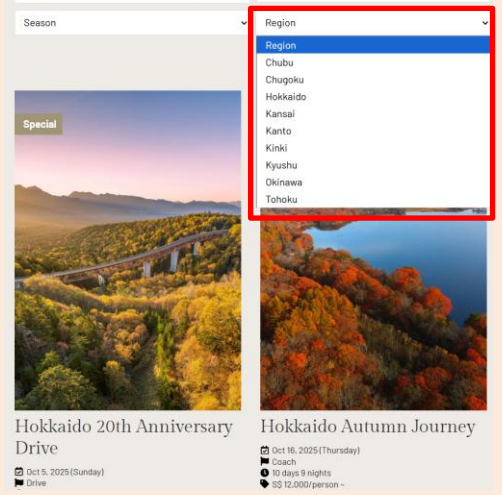 Season
Region
Region
Chubu
Chugoku
Hokkaido
Kansai
Kanto
Kinki
Kyushu
Okinawa
Tohoku
Special
Hokkaido 20th Anniversary
Drive
Oct 5, 2025 (Sunday)
Drive
Hokkaido Autumn Journey
Oct 16, 2025 (Thursday)
Coach
10 days 9 nights
S$ 12,000/person ~